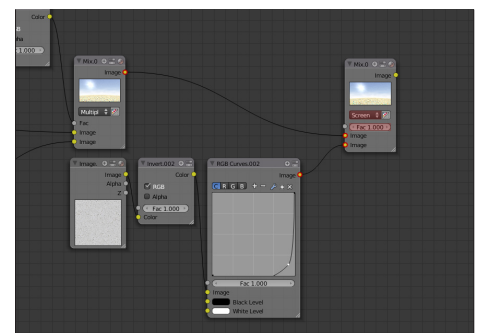 Color
1.000
Mix.0
Image
Multipl
Fac
Image
Image
Image.
Image
Alpha
Z
Invert.002
Color
RGB
Alpha
Fac 1.000
Color
RGB Curves.002
Image
C R G B
Fac 1.000
Image
Black Level
White Level
Mix.0
Image
Screen
Fac 1.000
Image
Image